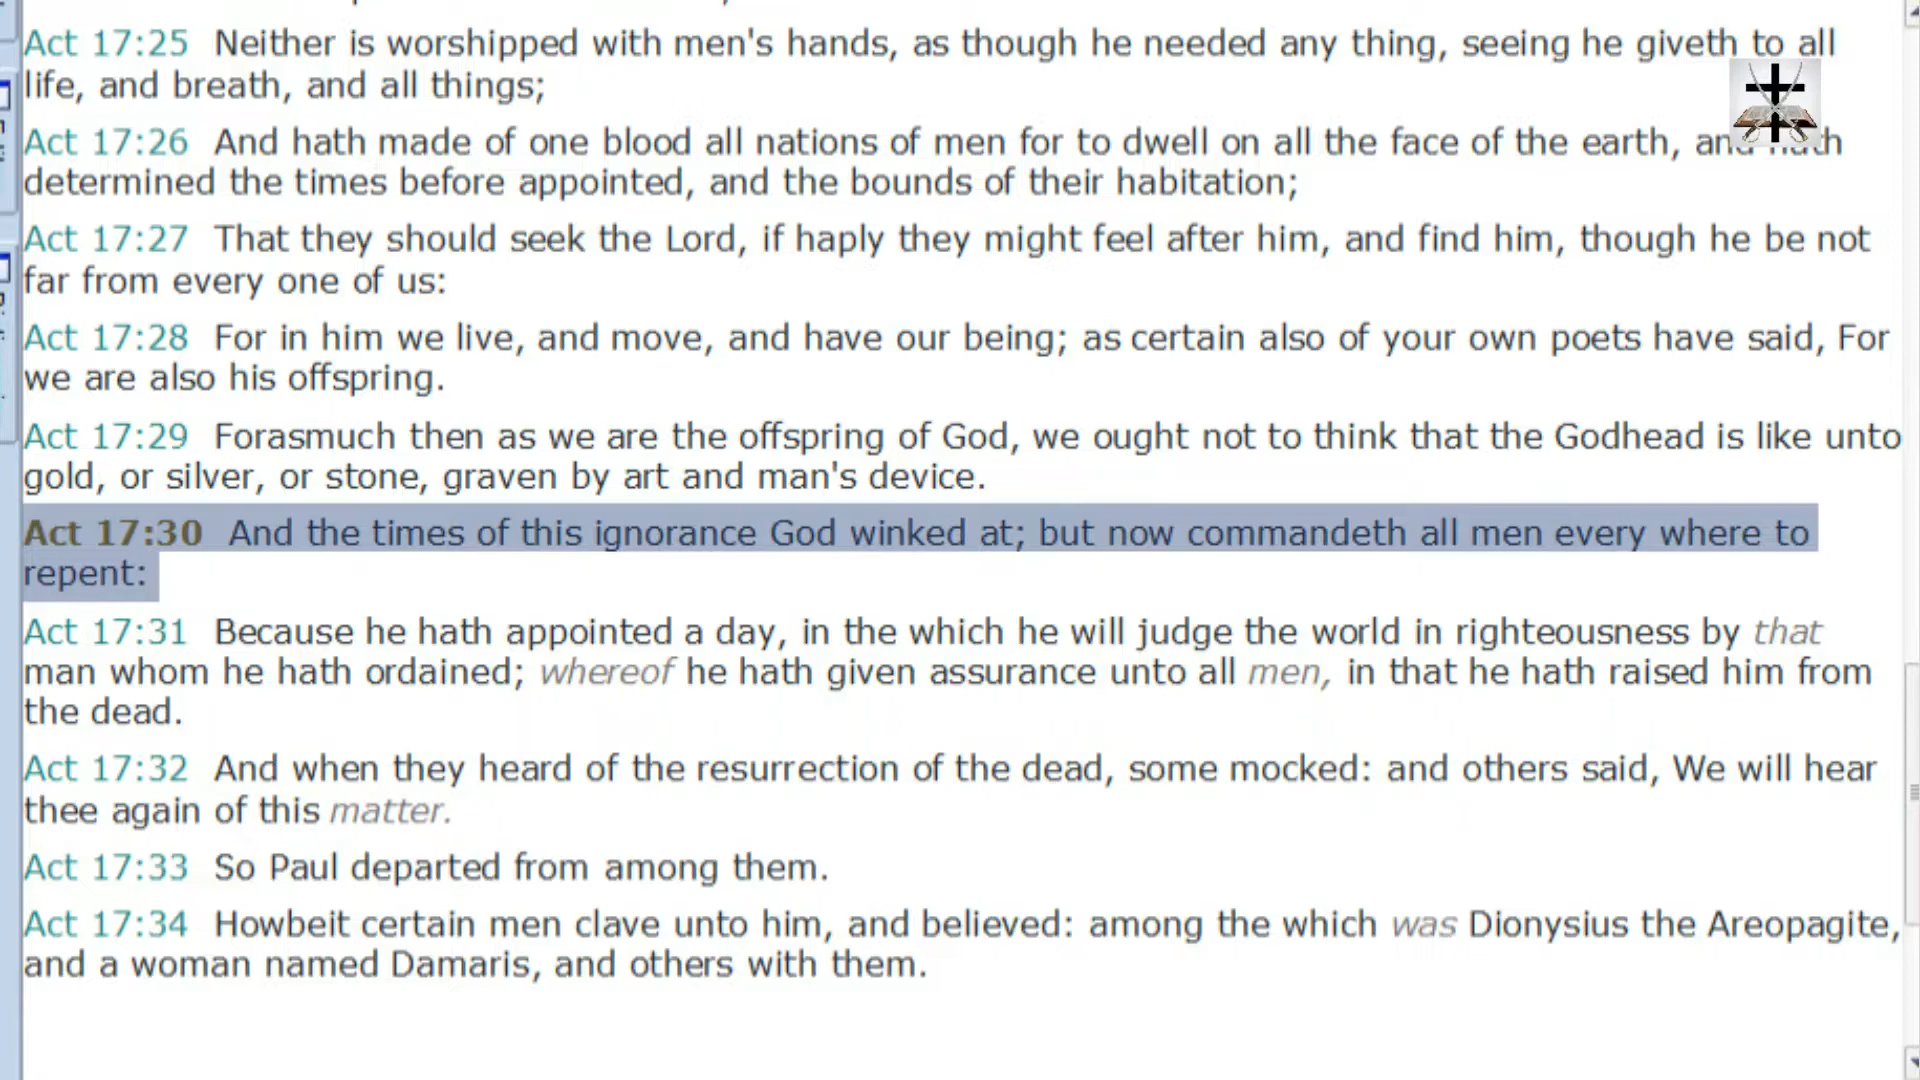 Act 17:25 Neither is worshipped with men's hands, as though he needed any thing, seeing he giveth to all
life, and breath, and all things;
Act 17:26 And hath made of one blood all nations of men for to dwell on all the face of the earth, and hath
determined the times before appointed, and the bounds of their habitation;
Act 17:27 That they should seek the Lord, if haply they might feel after him, and find him, though he be not
far from every one of us:
Act 17:28 For in him we live, and move, and have our being; as certain also of your own poets have said, For
we are also his offspring.
Act 17:29 Forasmuch then as we are the offspring of God, we ought not to think that the Godhead is like unto
gold, or silver, or stone, graven by art and man's device.
Act 17:30 And the times of this ignorance God winked at; but now commandeth all men every where to
repent:
Act 17:31 Because he hath appointed a day, in the which he will judge the world in righteousness by that
man whom he hath ordained; whereof he hath given assurance unto all men, in that he hath raised him from
the dead.
Act 17:32 And when they heard of the resurrection of the dead, some mocked: and others said, We will hear
thee again of this matter.
Act 17:33 So Paul departed from among them.
Act 17:34 Howbeit certain men clave unto him, and believed: among the which was Dionysius the Areopagite,
and a woman named Damaris, and others with them.